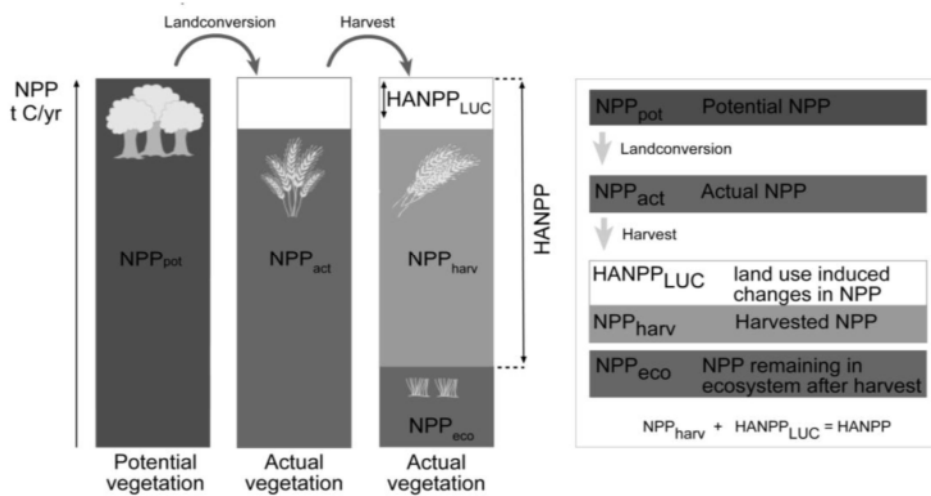 Landconversion
Harvest
NPP
t C/yr
HANPP LUC
HANPP
NPPpot
NPPact
NPPharv
NPPeco
Potential
vegetation
Actual
vegetation
Actual
vegetation
NPPpot Potential NPP
Landconversion
NPPact Actual NPP
Harvest
HANPPLUC land use induced
changes in NPP
NPPharv Harvested NPP
NPPeco NPP remaining in
ecosystem after harvest
NPPharv + HANPPLUC = HANPP